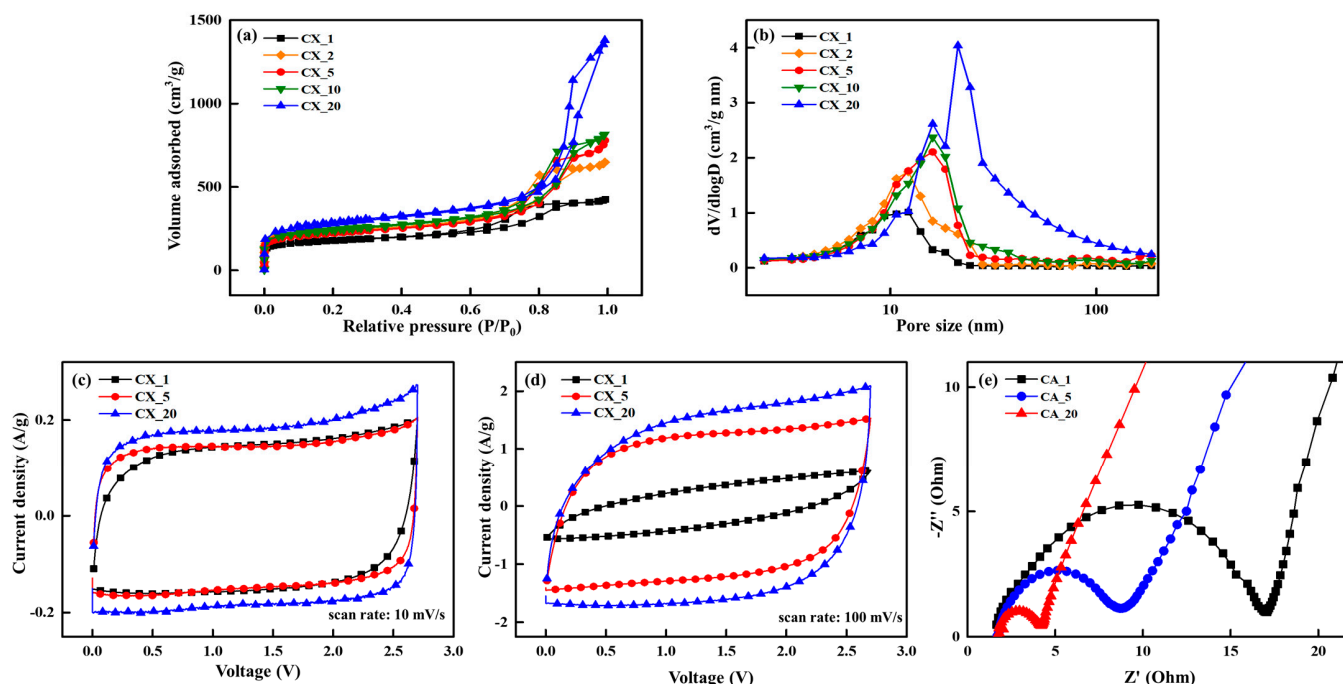 (a)
CX_1
CX_2
CX_5
CX_10
CX_20
Volume adsorbed (cm³/g)
1500
1000
500
0
0.0 0.2 0.4 0.6 0.8 1.0
Relative pressure (P/P₀)
(b)
CX_1
CX_2
CX_5
CX_10
CX_20
dV/dlogD (cm³/g nm)
4
3
2
1
0
10 100
Pore size (nm)
(c)
CX_1
CX_5
CX_20
Current density (A/g)
0.2
0.0
-0.2
scan rate: 10 mV/s
0.0 0.5 1.0 1.5 2.0 2.5 3.0
Voltage (V)
(d)
CX_1
CX_5
CX_20
Current density (A/g)
2
1
0
-1
-2
scan rate: 100 mV/s
0.0 0.5 1.0 1.5 2.0 2.5 3.0
Voltage (V)
(e)
CA_1
CA_5
CA_20
-Z'' (Ohm)
10
5
0
0 5 10 15 20
Z' (Ohm)